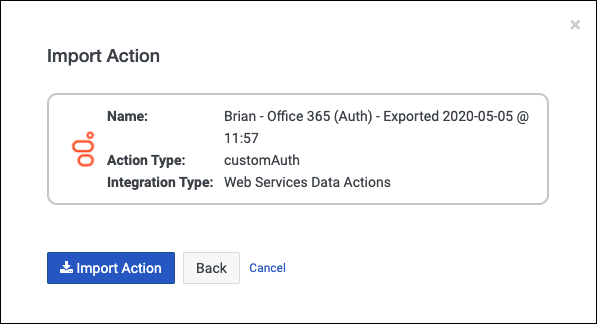 Import Action
Name: Brian - Office 365 (Auth) - Exported 2020-05-05 @
11:57
Action Type: customAuth
Integration Type: Web Services Data Actions
Import Action Back Cancel